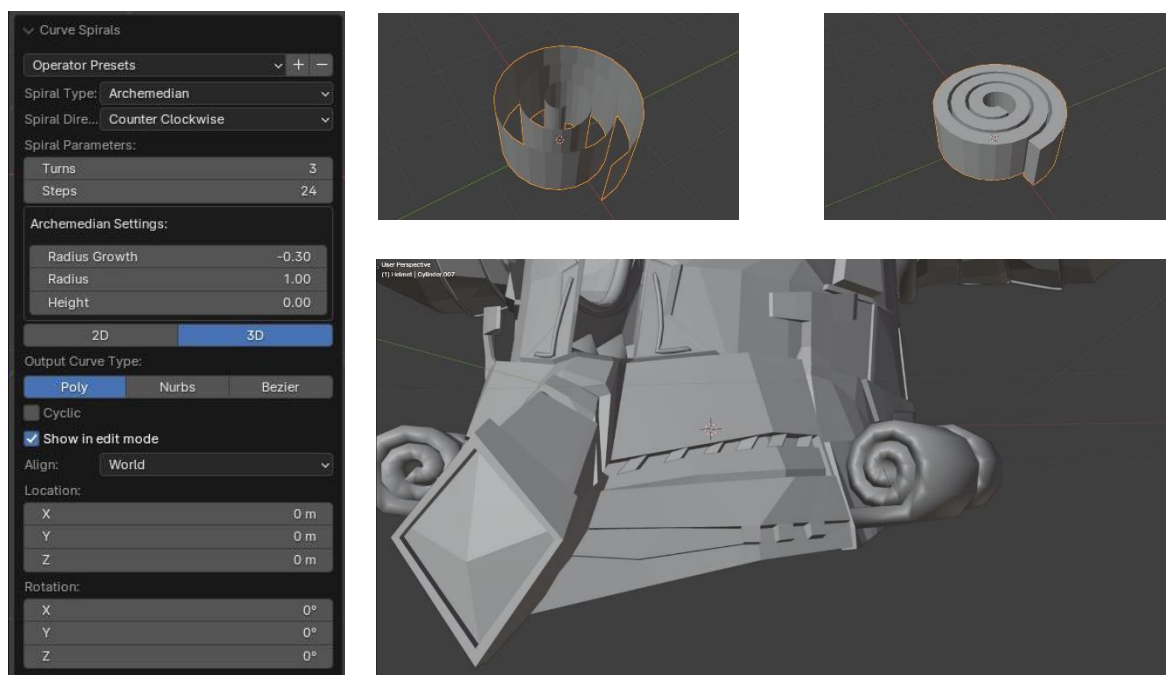 Curve Spirals
Operator Presets
Spiral Type: Archemedian
Spiral Dire... Counter Clockwise
Spiral Parameters:
Turns 3
Steps 24
Archemedian Settings:
Radius Growth -0.30
Radius 1.00
Height 0.00
2D 3D
Output Curve Type:
Poly Nurbs Bezier
Cyclic
Show in edit mode
Align: World
Location:
X 0 m
Y 0 m
Z 0 m
Rotation:
X 0°
Y 0°
Z 0°
User Perspective
(1) Helmet | Cylinder.007